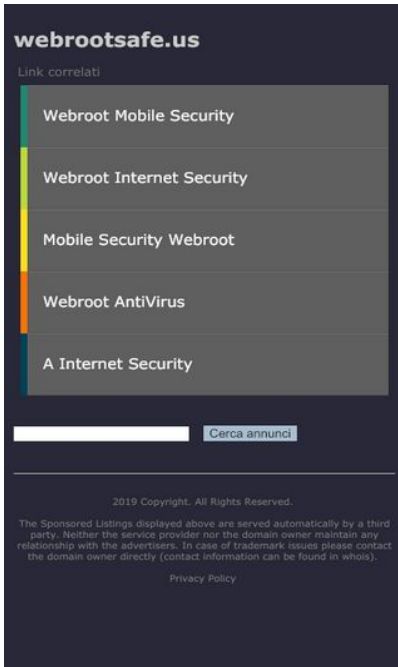 webrootsafe.us
Link correlati
Webroot Mobile Security
Webroot Internet Security
Mobile Security Webroot
Webroot AntiVirus
A Internet Security
Cerca annunci
2019 Copyright. All Rights Reserved.
The Sponsored Listings displayed above are served automatically by a third
party. Neither the service provider nor the domain owner maintain any
relationship with the advertisers. In case of trademark issues please contact
the domain owner directly (contact information can be found in whois).
Privacy Policy